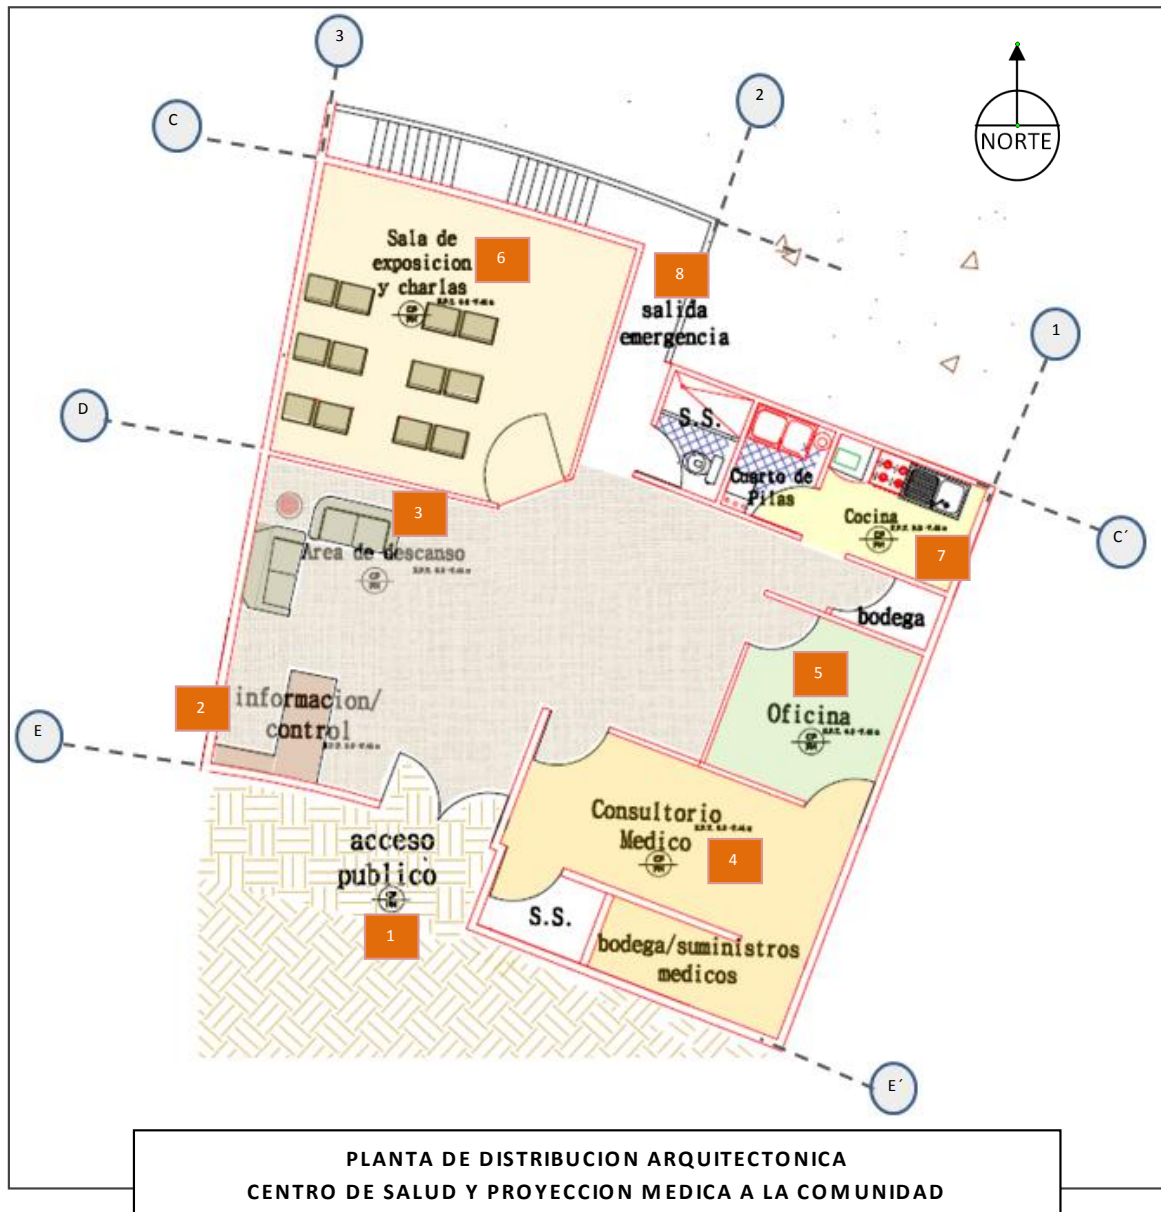 3
C
2
NORTE
Sala de
exposicion
y charlas
6
8
salida
emergencia
1
D
S.S.
Cuarto de
Pilas
Cocina
7
C´
3
Area de descanso
bodega
5
Oficina
2
informacion/
control
E
Consultorio
Medico
4
acceso
publico
1
S.S.
bodega/suministros
medicos
E´
PLANTA DE DISTRIBUCION ARQUITECTONICA
CENTRO DE SALUD Y PROYECCION MEDICA A LA COMUNIDAD